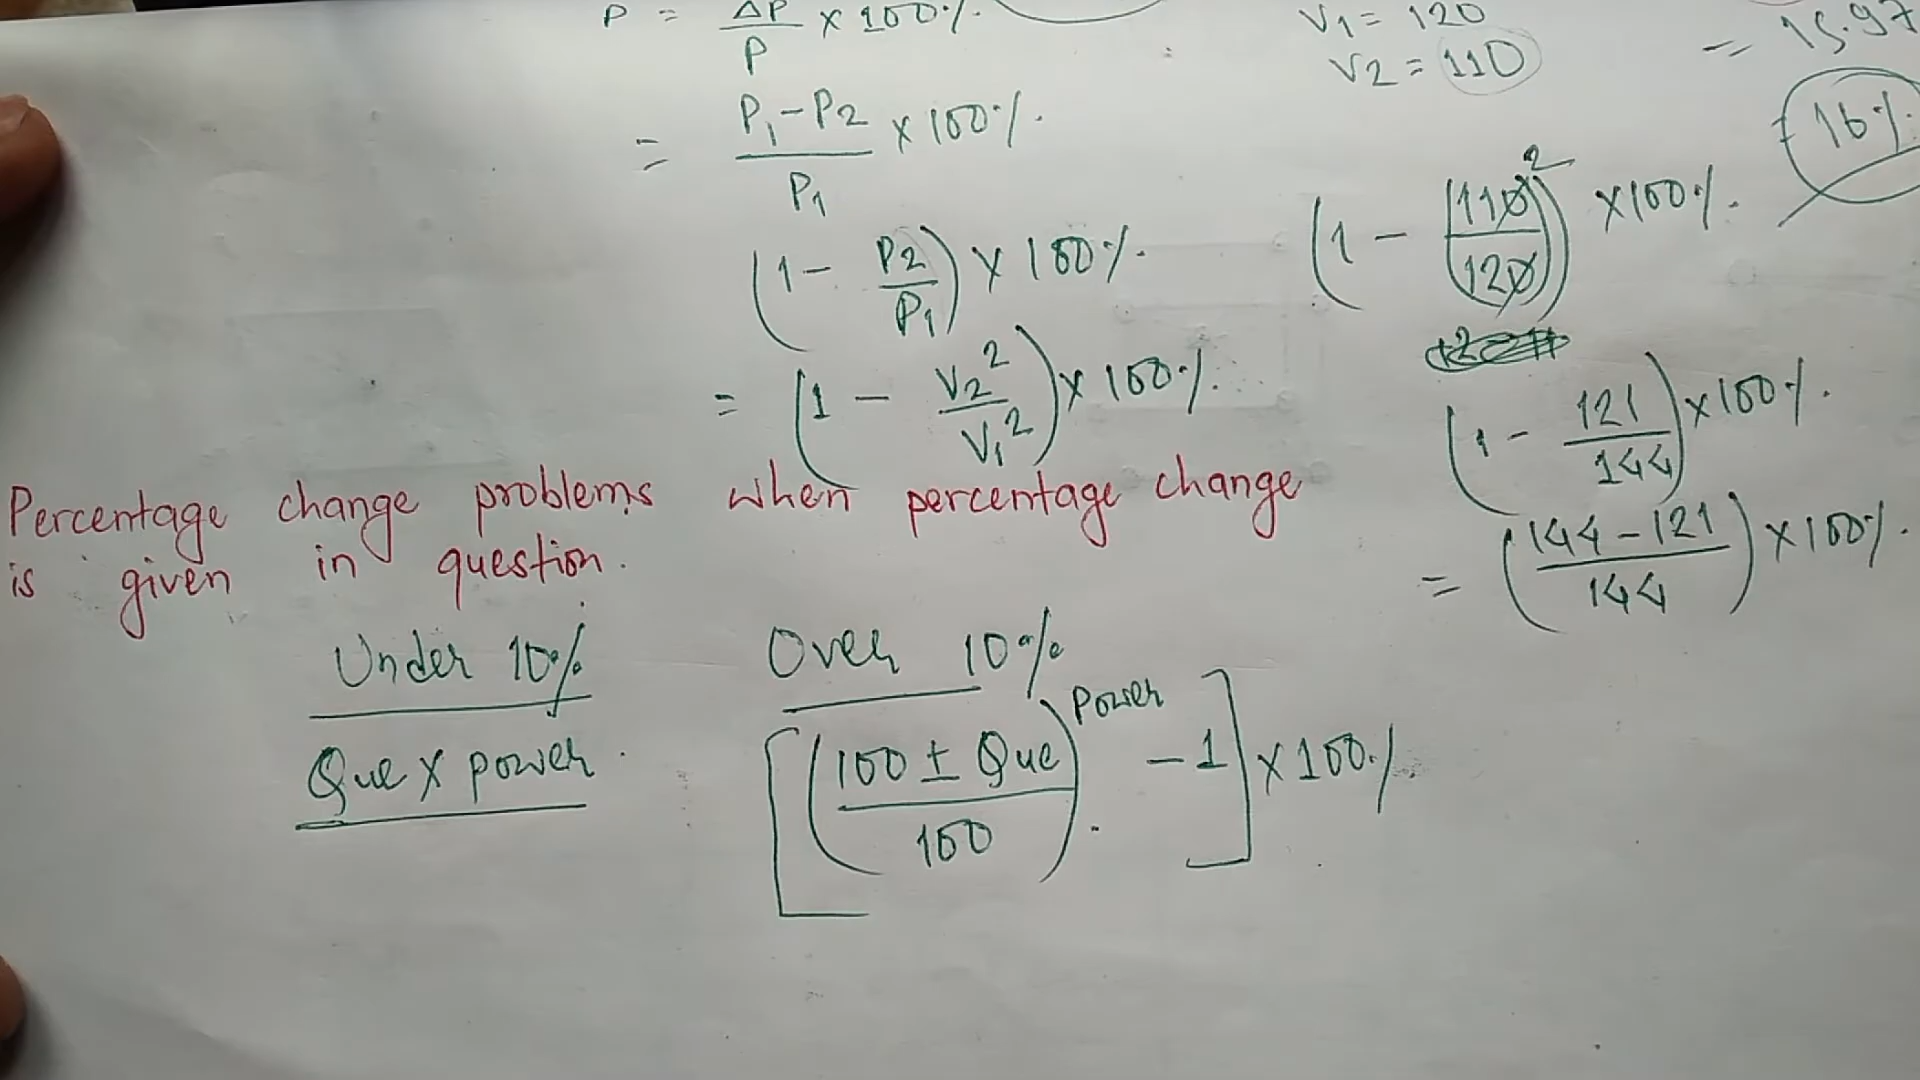 P = ΔP/P × 100%.
= (P₁ - P₂)/P₁ × 100%.
(1 - P₂/P₁) × 100%.
= (1 - V₂²/V₁²) × 100%.
V₁ = 120
V₂ = 110
= 15.97
16%.
(1 - (110/120)²) × 100%.
(1 - 121/144) × 100%.
= ((144 - 121)/144) × 100%.
Percentage change problems when percentage change
is given in question.
Under 10%
Que × power.
Over 10%
[((100 ± Que)/100)^Power - 1] × 100%.